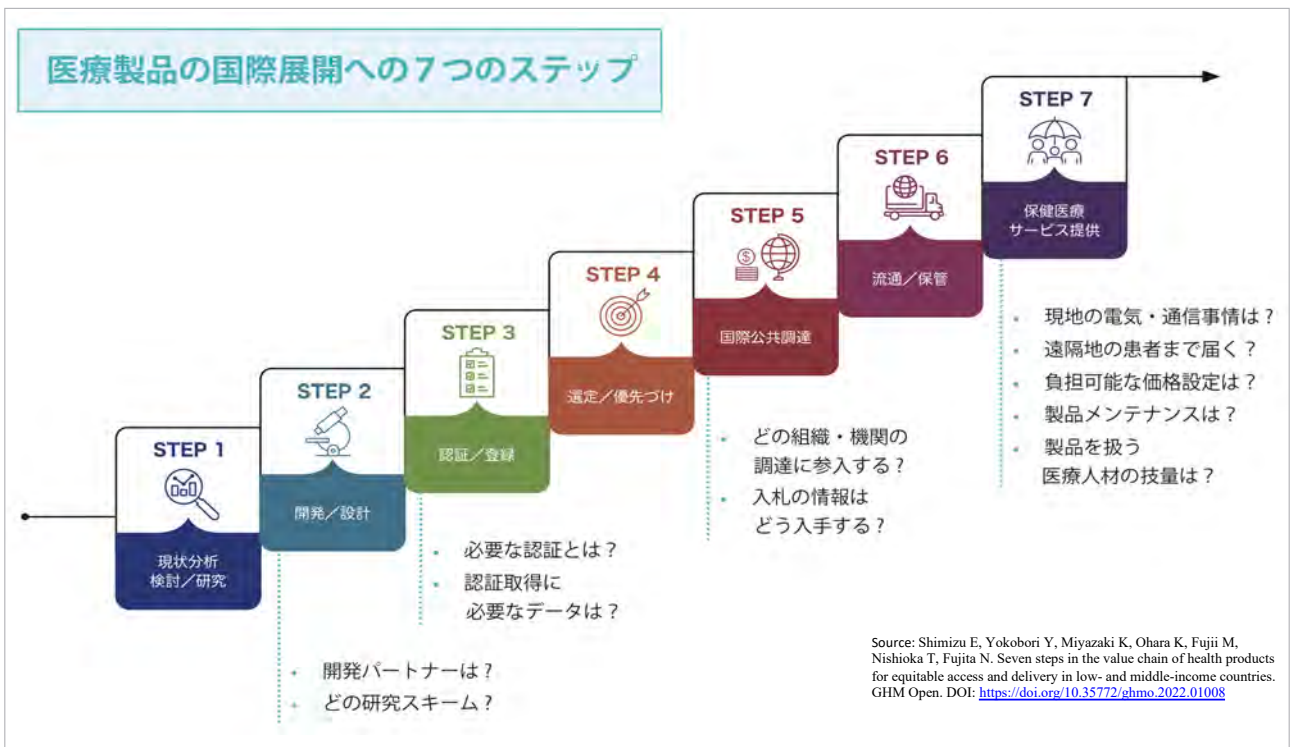 医療製品の国際展開への7つのステップ
STEP 1
現状分析
検討／研究
STEP 2
開発／設計
・ 開発パートナーは？
・ どの研究スキーム？
STEP 3
認証／登録
・ 必要な認証とは？
・ 認証取得に
必要なデータは？
STEP 4
選定／優先づけ
STEP 5
$
国際公共調達
・ どの組織・機関の
調達に参入する？
・ 入札の情報は
どう入手する？
STEP 6
流通／保管
STEP 7
保健医療
サービス提供
・ 現地の電気・通信事情は？
・ 遠隔地の患者まで届く？
・ 負担可能な価格設定は？
・ 製品メンテナンスは？
・ 製品を扱う
医療人材の技量は？
Source: Shimizu E, Yokobori Y, Miyazaki K, Ohara K, Fujii M,
Nishioka T, Fujita N. Seven steps in the value chain of health products
for equitable access and delivery in low- and middle-income countries.
GHM Open. DOI: https://doi.org/10.35772/ghmo.2022.01008